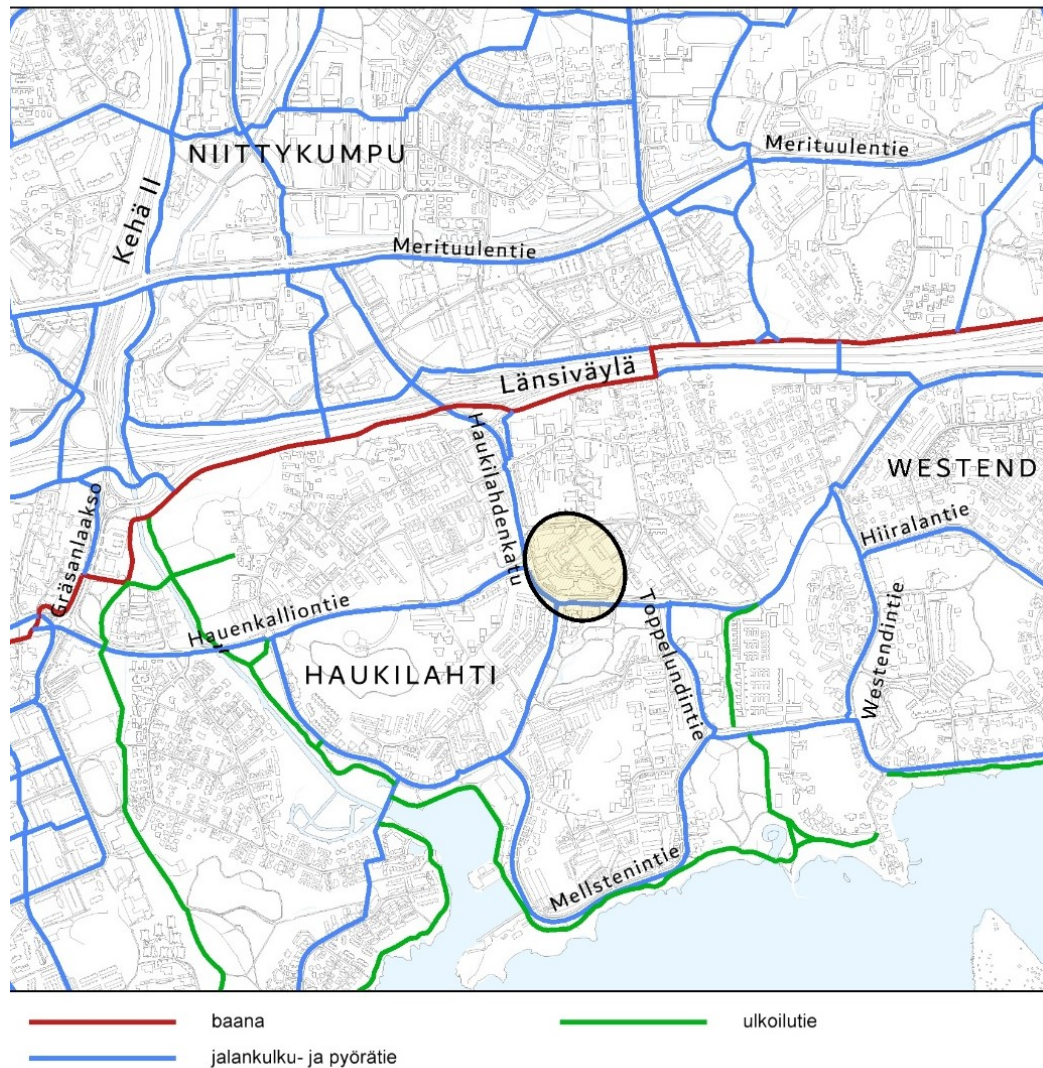 Merituulentie
NIITTYKUMPU
Kehä II
Merituulentie
Länsiväylä
Haukilahdenkatu
WESTEND
Gräsanlaakso
Hiiralantie
Hauenkalliontie
Toppelundintie
Westendintie
HAUKILAHTI
Mellstenintie
baana
ulkoilutie
jalankulku- ja pyörätie